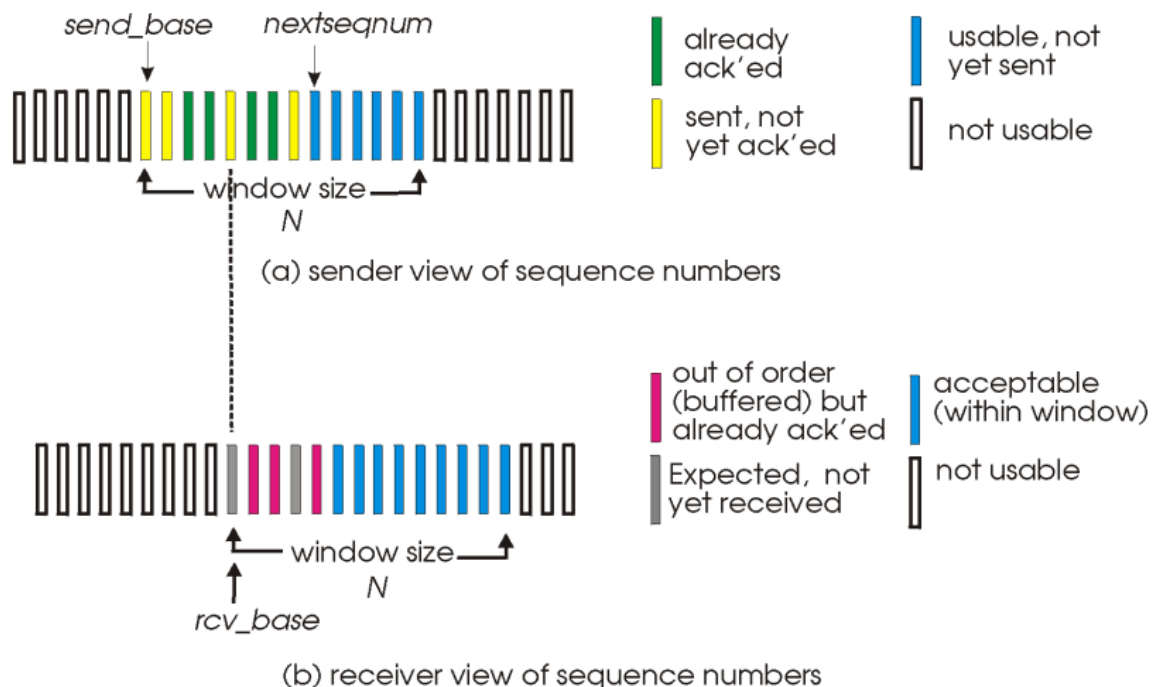 send_base
nextseqnum
already
ack'ed
usable, not
yet sent
sent, not
yet ack'ed
not usable
window size
N
(a) sender view of sequence numbers
out of order
(buffered) but
already ack'ed
acceptable
(within window)
Expected, not
yet received
not usable
window size
N
rcv_base
(b) receiver view of sequence numbers